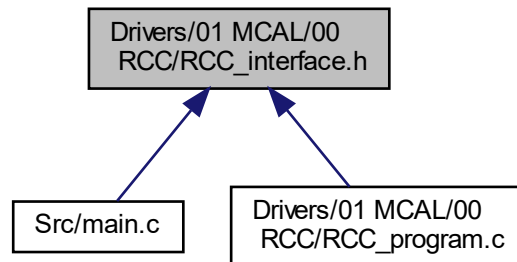 Drivers/01 MCAL/00
RCC/RCC_interface.h
Src/main.c
Drivers/01 MCAL/00
RCC/RCC_program.c